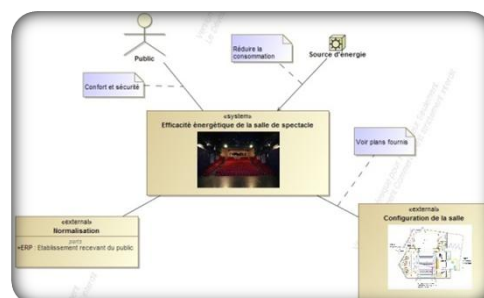 Public
Réduire la
consommation
Source d'énergie
Confort et sécurité
«system»
Efficacité énergétique de la salle de spectacle
Voir plans fournis
«external»
Normalisation
parts
+ERP : Etablissement recevant du public
«external»
Configuration de la salle